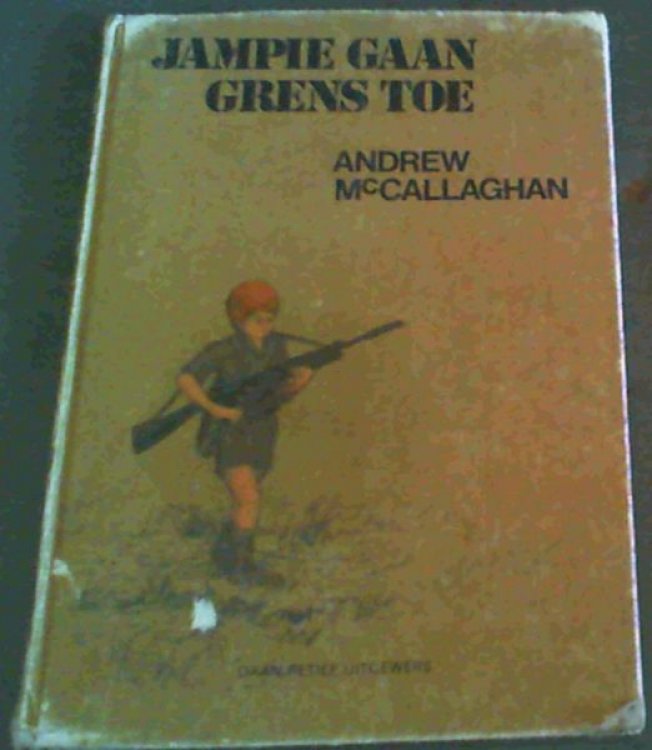 JAMPIE GAAN
GRENS TOE
ANDREW
McCALLAGHAN
DAAN RETIEF UITGEWERS